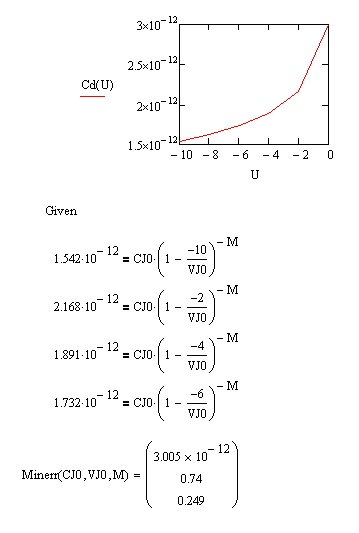 3×10⁻¹²
2.5×10⁻¹²
Cd(U)
2×10⁻¹²
1.5×10⁻¹²
−10 −8 −6 −4 −2 0
U
Given
1.542·10⁻¹² = CJ0·(1 − −10/VJ0)^−M
2.168·10⁻¹² = CJ0·(1 − −2/VJ0)^−M
1.891·10⁻¹² = CJ0·(1 − −4/VJ0)^−M
1.732·10⁻¹² = CJ0·(1 − −6/VJ0)^−M
3.005 × 10⁻¹²
Minerr(CJ0,VJ0,M) = 0.74
0.249